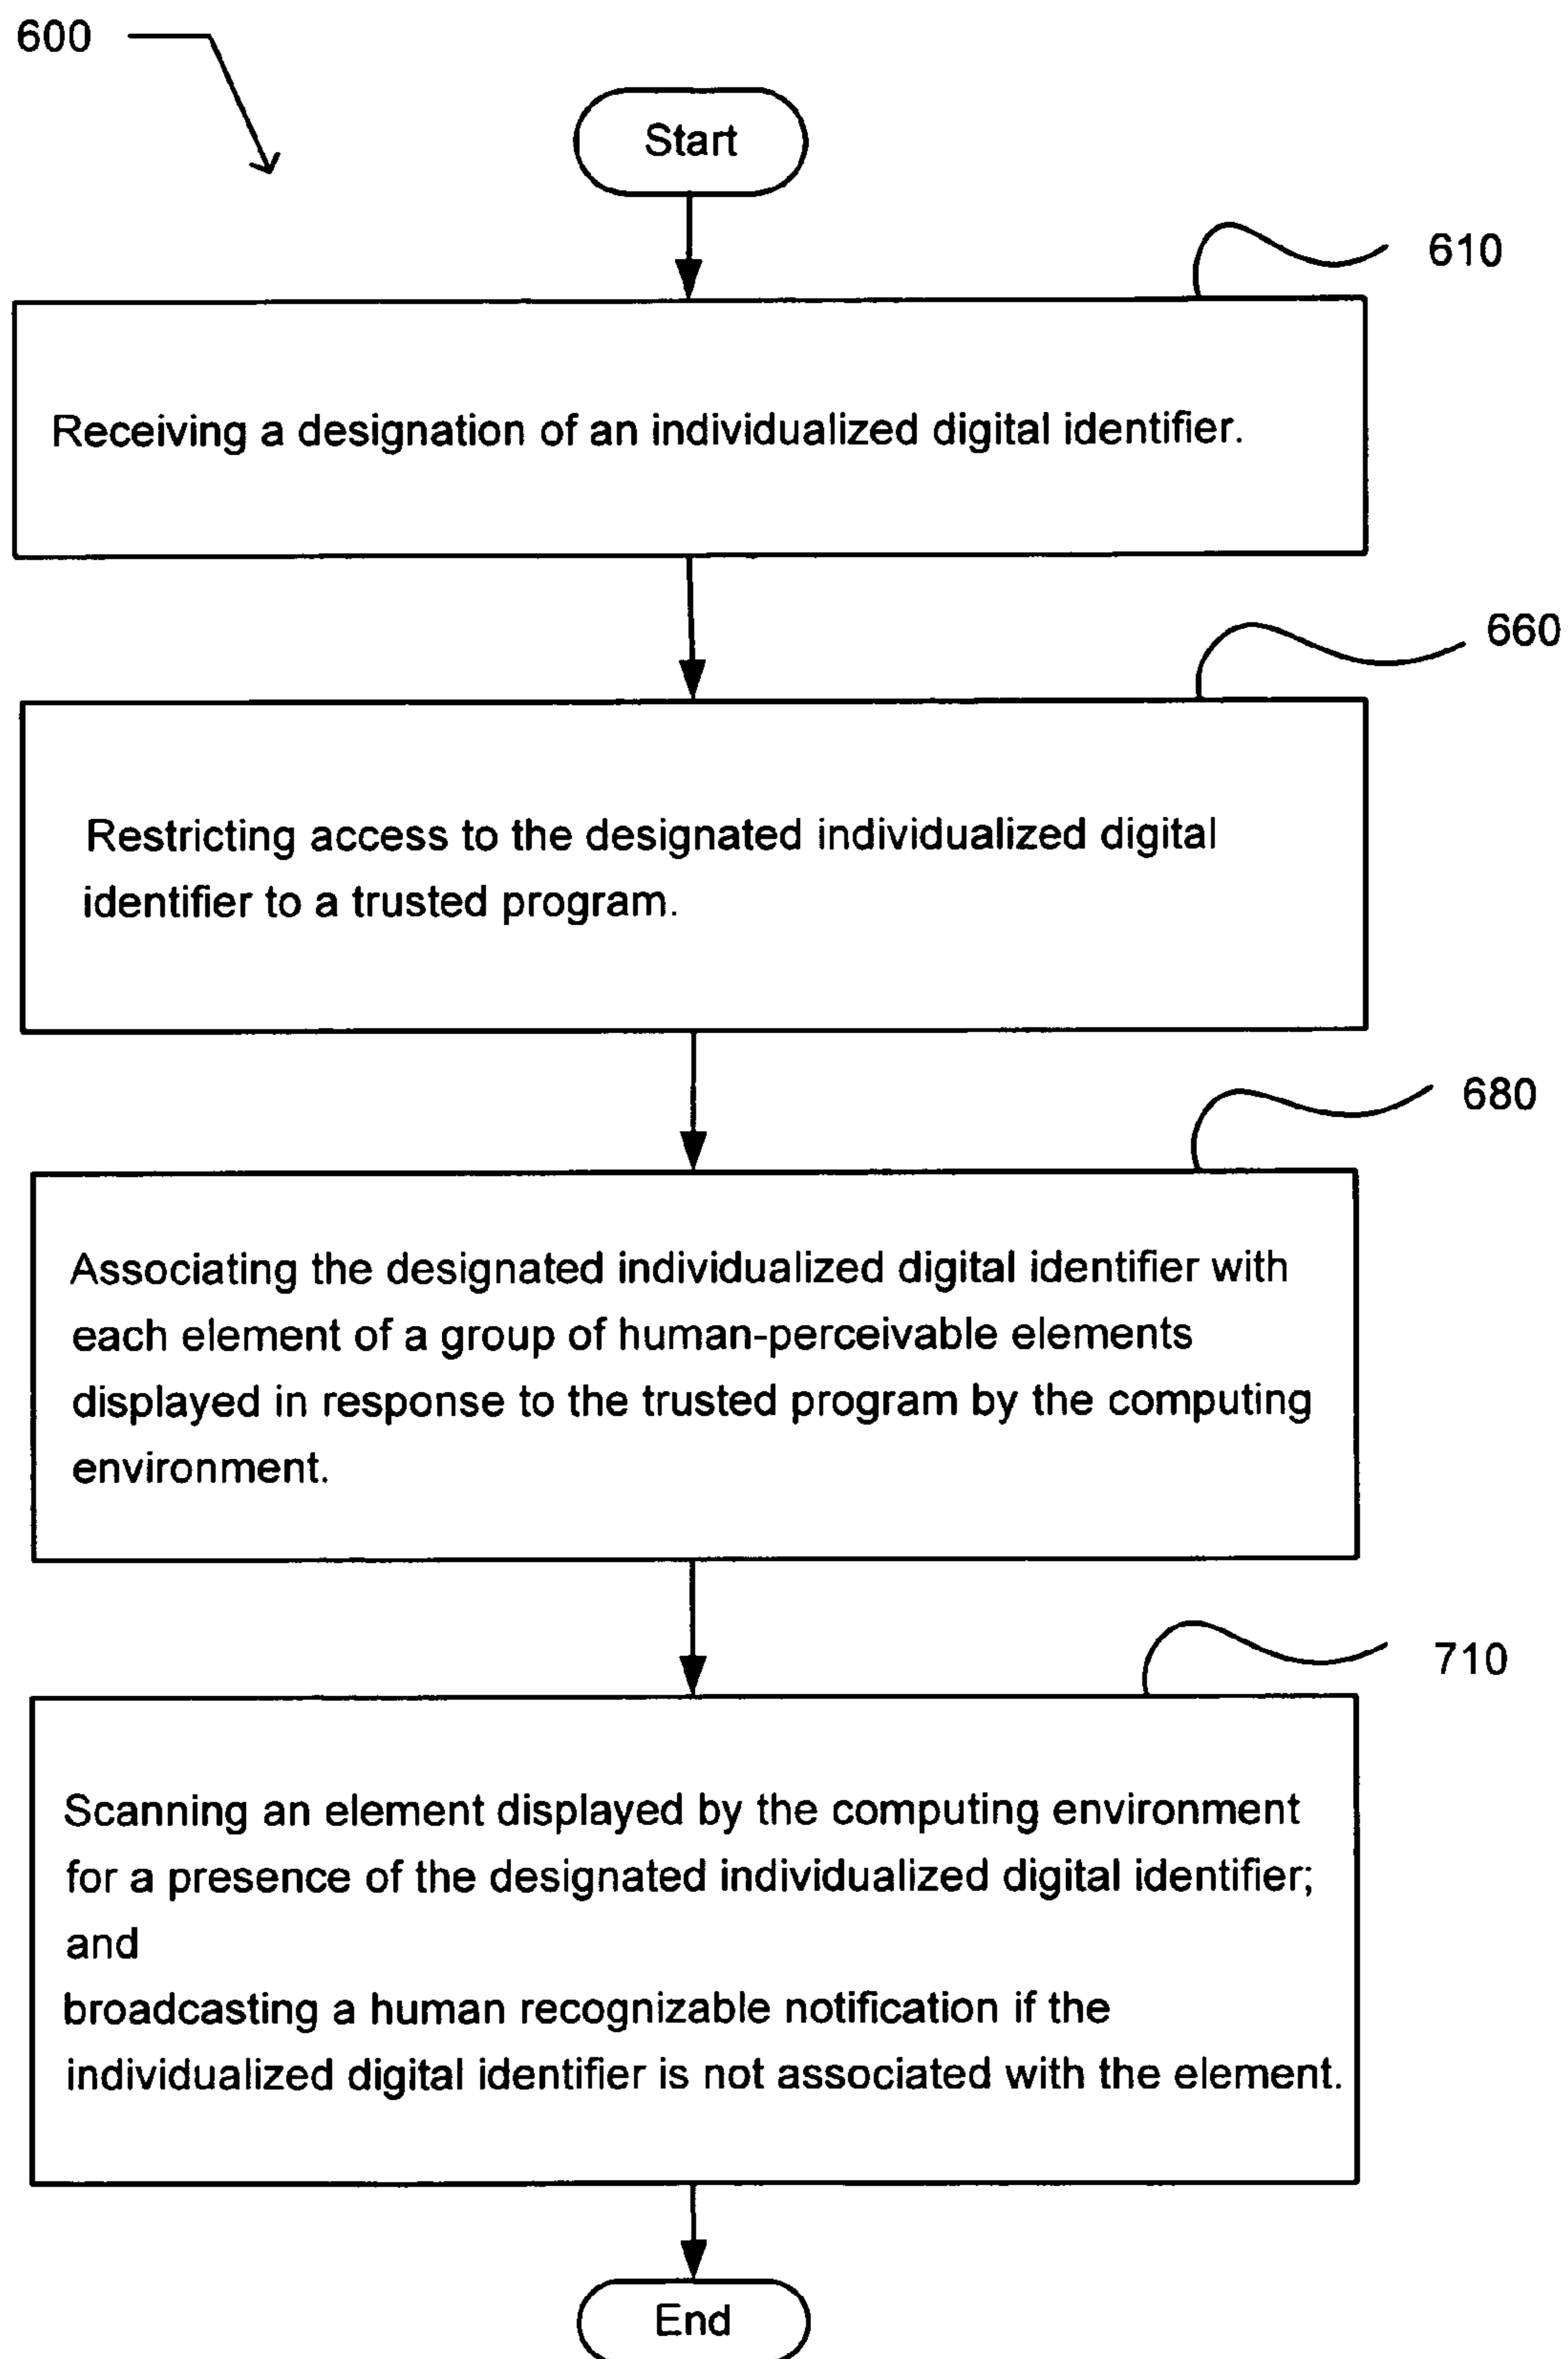 600
Start
610
Receiving a designation of an individualized digital identifier.
660
Restricting access to the designated individualized digital
identifier to a trusted program.
680
Associating the designated individualized digital identifier with
each element of a group of human-perceivable elements
displayed in response to the trusted program by the computing
environment.
710
Scanning an element displayed by the computing environment
for a presence of the designated individualized digital identifier;
and
broadcasting a human recognizable notification if the
individualized digital identifier is not associated with the element.
End